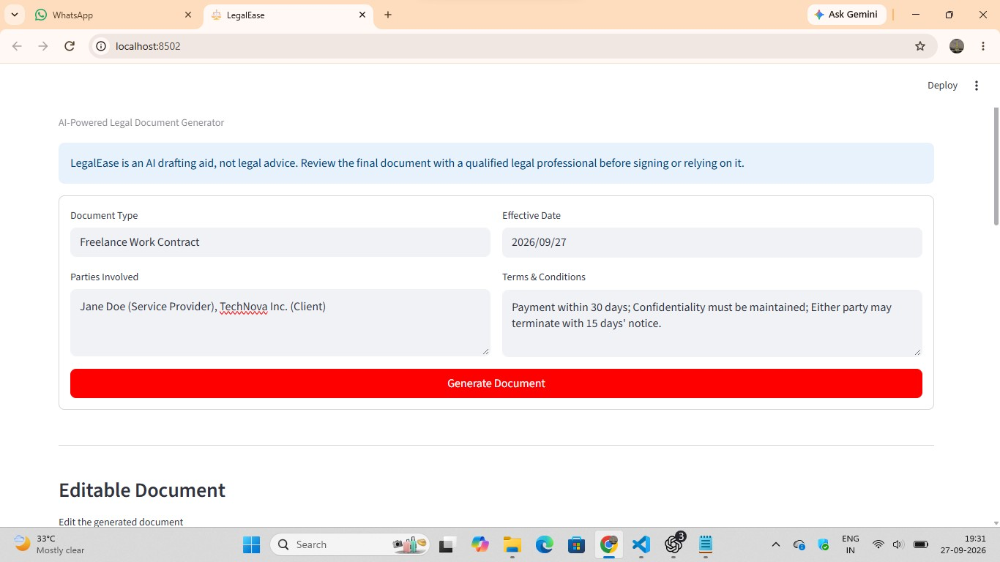 WhatsApp
LegalEase
Ask Gemini
localhost:8502
Deploy
AI-Powered Legal Document Generator
LegalEase is an AI drafting aid, not legal advice. Review the final document with a qualified legal professional before signing or relying on it.
Document Type
Effective Date
Freelance Work Contract
2026/09/27
Parties Involved
Terms & Conditions
Jane Doe (Service Provider), TechNova Inc. (Client)
Payment within 30 days; Confidentiality must be maintained; Either party may
terminate with 15 days' notice.
Generate Document
Editable Document
Edit the generated document
33°C
Mostly clear
Search
3
ENG
IN
19:31
27-09-2026